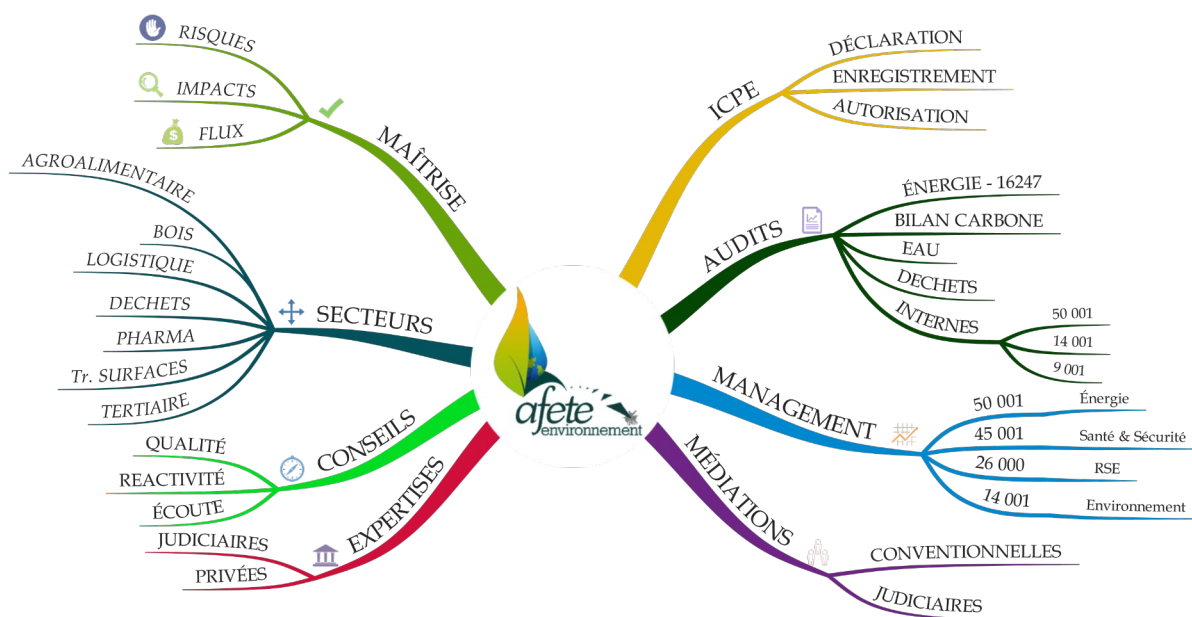 afete
environnement
MAÎTRISE
RISQUES
IMPACTS
FLUX
SECTEURS
AGROALIMENTAIRE
BOIS
LOGISTIQUE
DECHETS
PHARMA
Tr. SURFACES
TERTIAIRE
CONSEILS
QUALITÉ
REACTIVITÉ
ÉCOUTE
EXPERTISES
JUDICIAIRES
PRIVÉES
ICPE
DÉCLARATION
ENREGISTREMENT
AUTORISATION
AUDITS
ÉNERGIE - 16247
BILAN CARBONE
EAU
DECHETS
INTERNES
50 001
14 001
9 001
MANAGEMENT
50 001 Énergie
45 001 Santé & Sécurité
26 000 RSE
14 001 Environnement
MÉDIATIONS
CONVENTIONNELLES
JUDICIAIRES